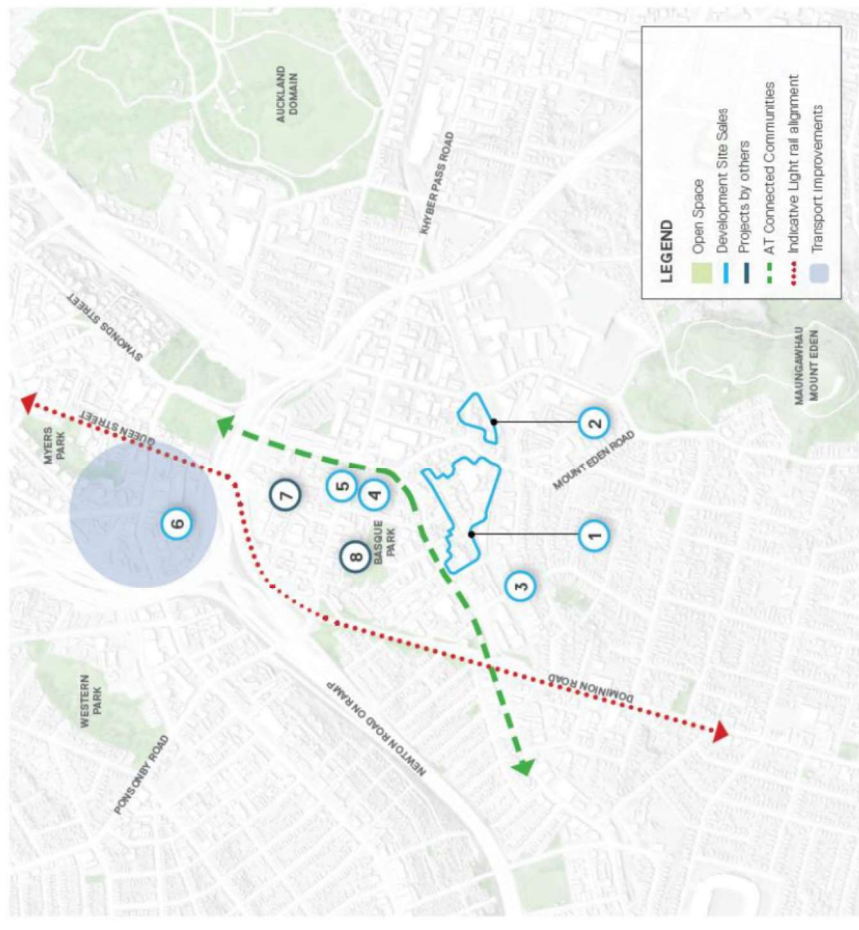 AUCKLAND
DOMAIN
KHYBER PASS ROAD
SYMONDS STREET
MYERS
PARK
QUEEN STREET
6
7
5
4
8
BASQUE
PARK
WESTERN
PARK
PONSONBY ROAD
NEWTON ROAD ON RAMP
2
1
3
MOUNT EDEN ROAD
DOMINION ROAD
MAUNGAWHAU
MOUNT EDEN
LEGEND
Open Space
Development Site Sales
Projects by others
AT Connected Communities
Indicative Light rail alignment
Transport Improvements